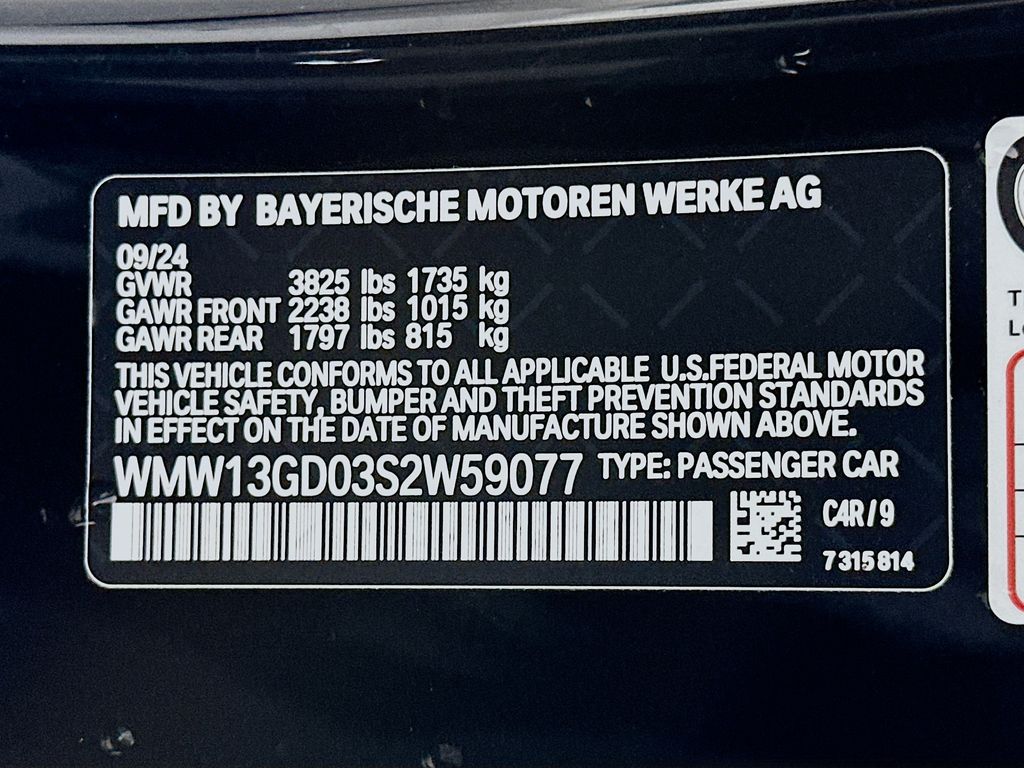 MFD BY BAYERISCHE MOTOREN WERKE AG
09/24
GVWR 3825 lbs 1735 kg
GAWR FRONT 2238 lbs 1015 kg
GAWR REAR 1797 lbs 815 kg
THIS VEHICLE CONFORMS TO ALL APPLICABLE U.S.FEDERAL MOTOR
VEHICLE SAFETY, BUMPER AND THEFT PREVENTION STANDARDS
IN EFFECT ON THE DATE OF MANUFACTURE SHOWN ABOVE.
WMW13GD03S2W59077 TYPE: PASSENGER CAR
C4R/9
7315814